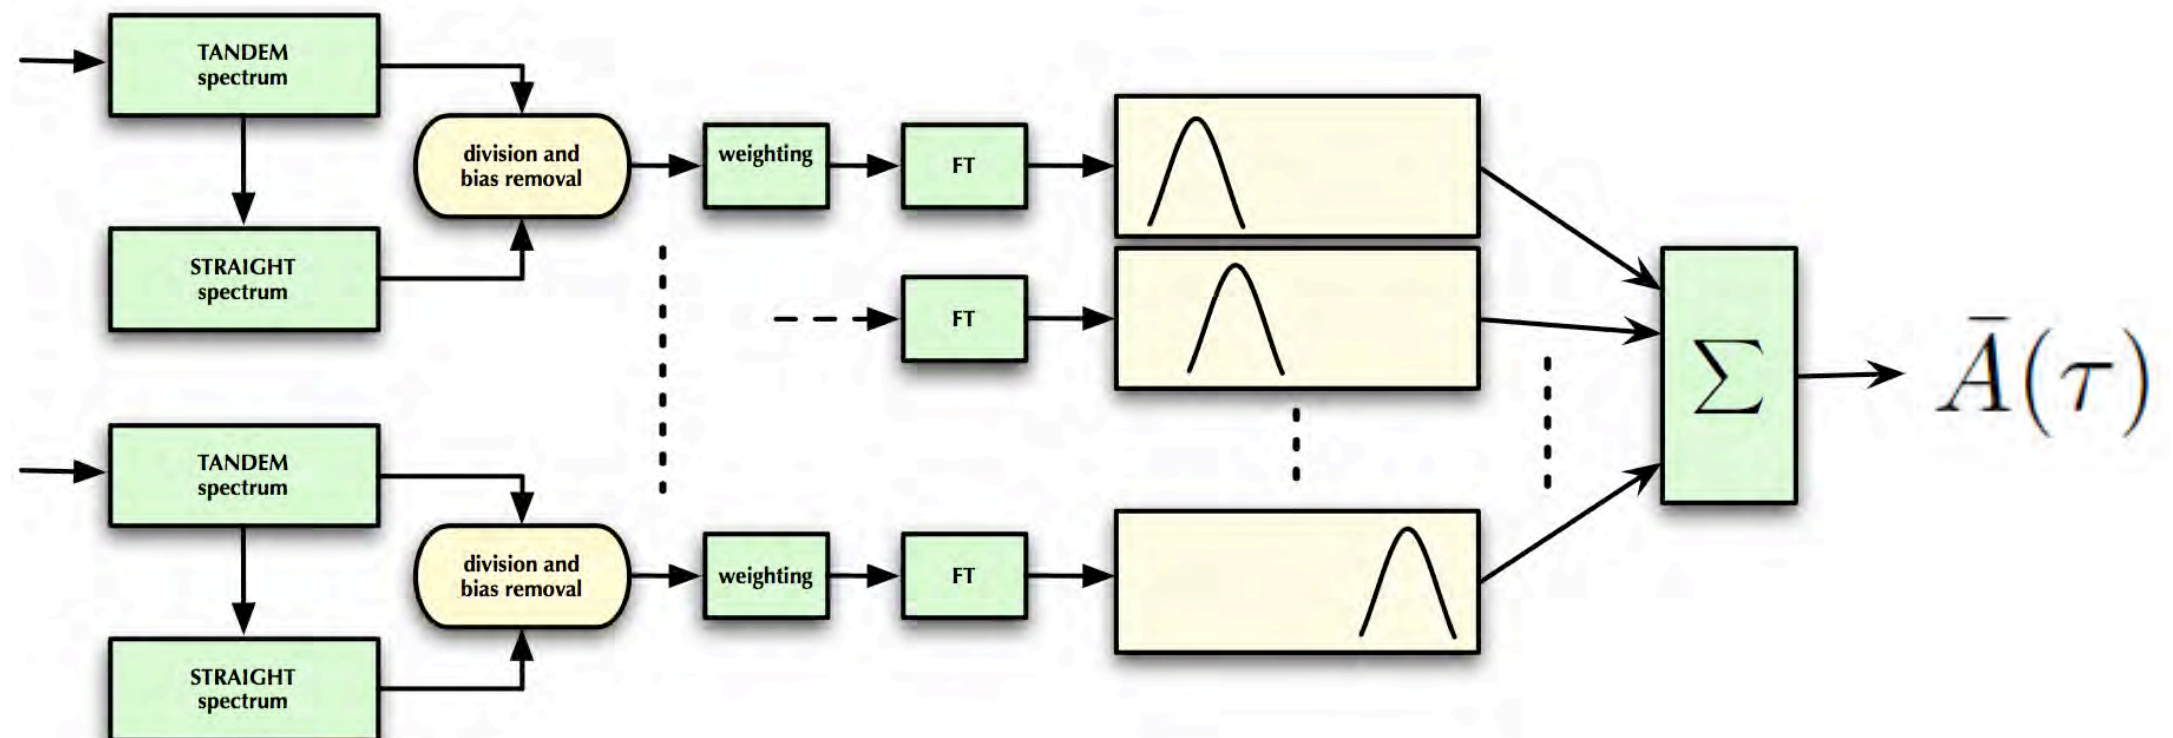 TANDEM
spectrum
division and
bias removal
weighting
FT
STRAIGHT
spectrum
FT
∑
Ā(τ)
TANDEM
spectrum
division and
bias removal
weighting
FT
STRAIGHT
spectrum